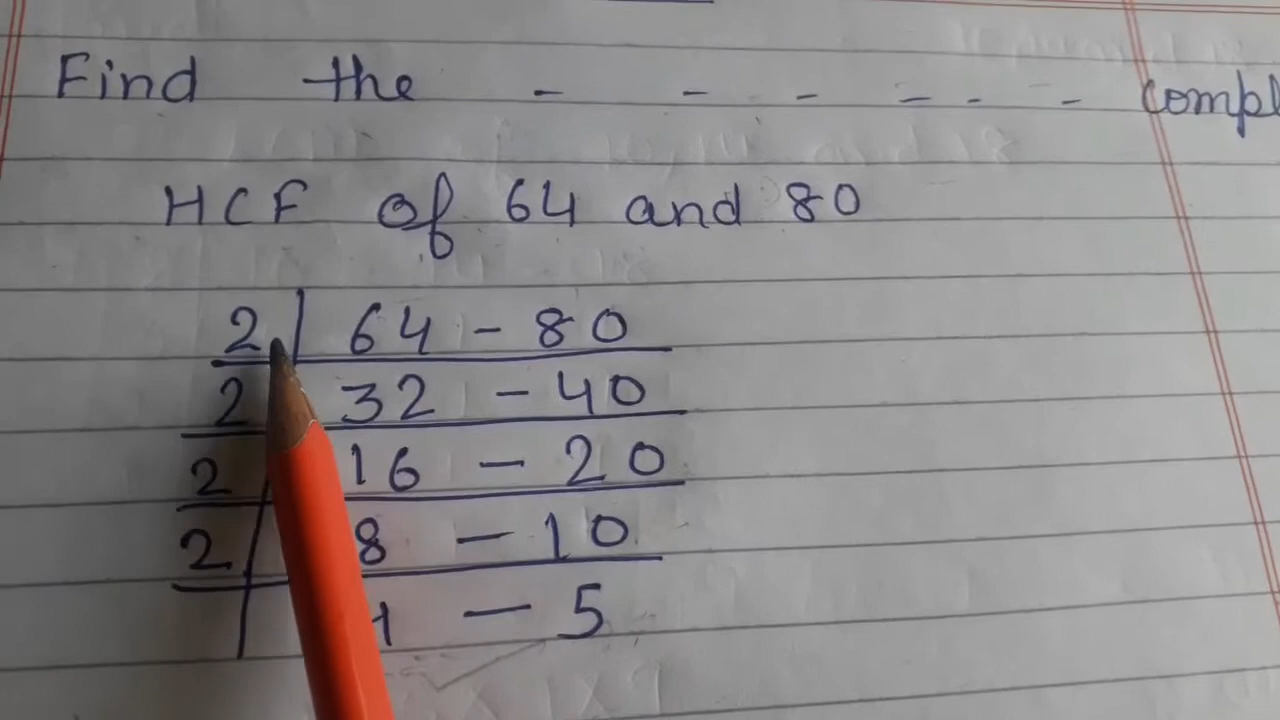 Find the - - - - - - compl
HCF of 64 and 80
2 64 - 80
2 32 - 40
2 16 - 20
2 8 - 10
- 5